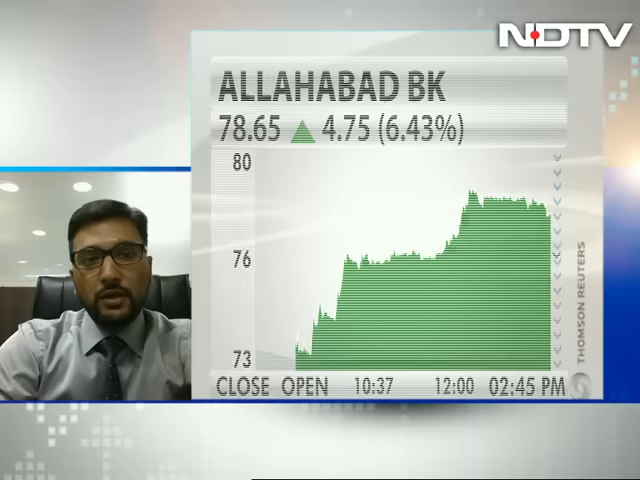 NDTV
ALLAHABAD BK
78.65 ▲ 4.75 (6.43%)
80
76
73
CLOSE OPEN 10:37 12:00 02:45 PM
THOMSON REUTERS